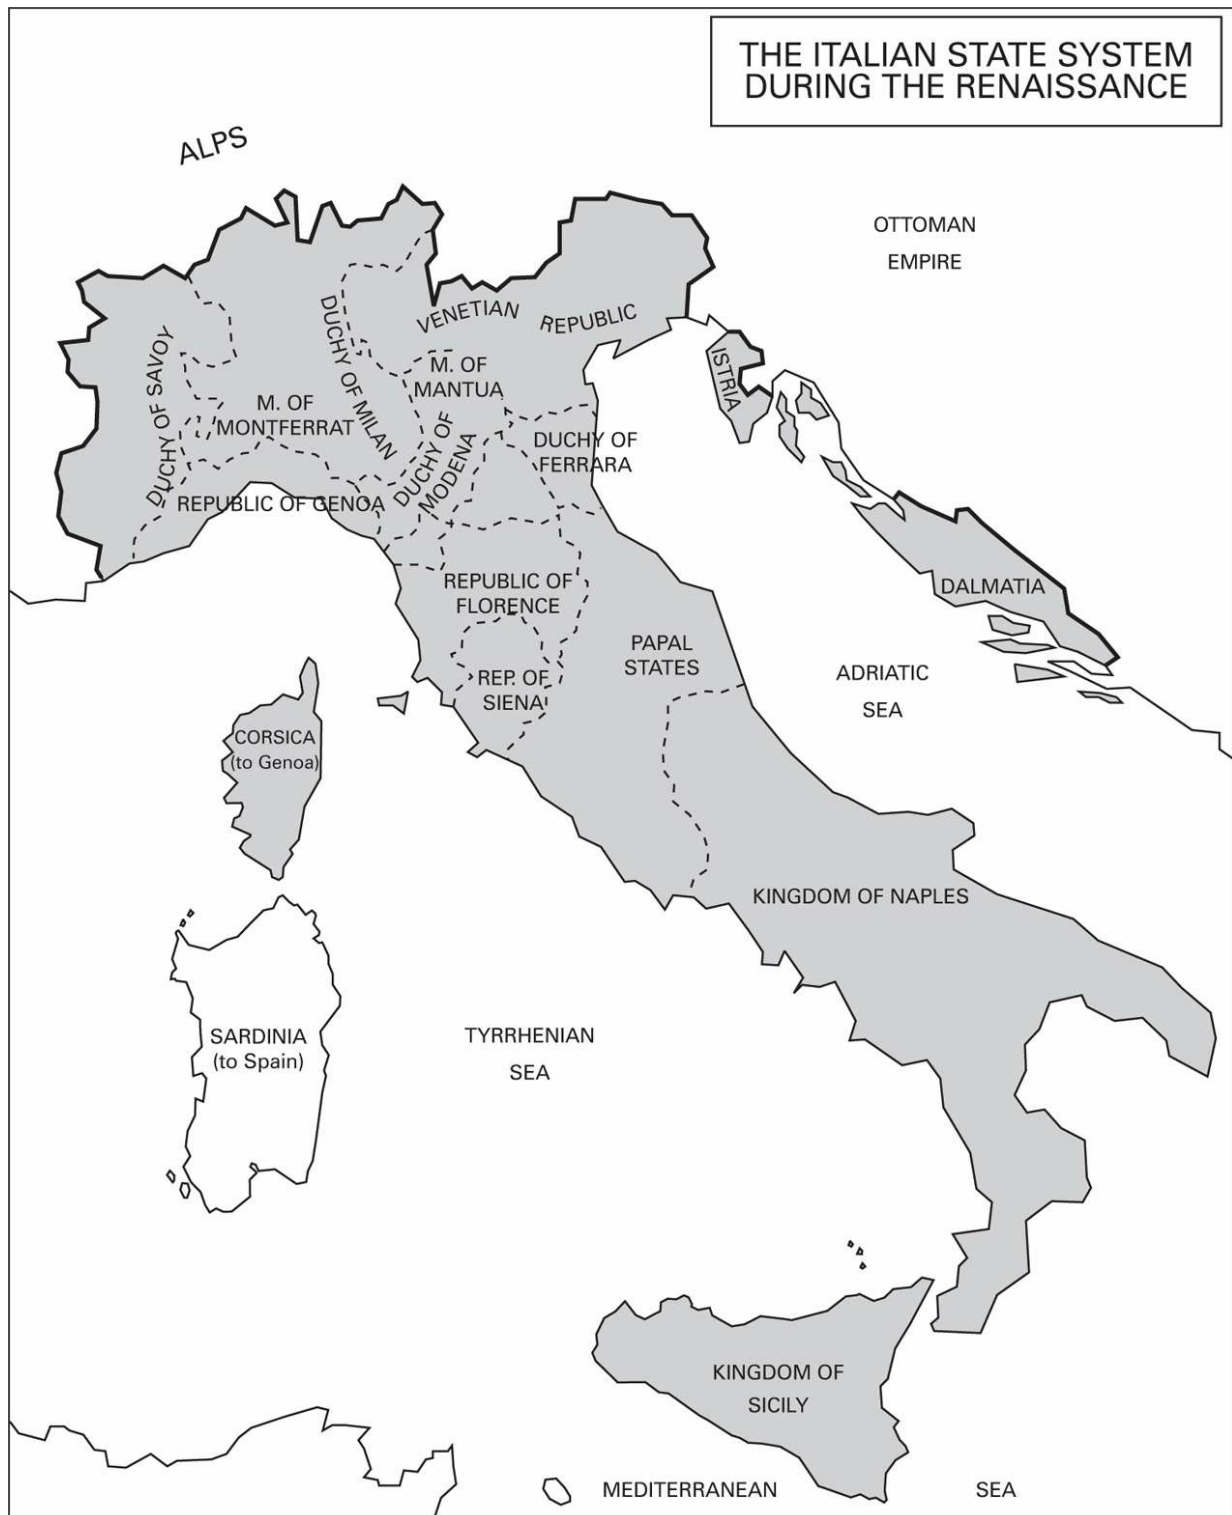 THE ITALIAN STATE SYSTEM
DURING THE RENAISSANCE
ALPS
OTTOMAN
EMPIRE
VENETIAN REPUBLIC
DUCHY OF SAVOY
DUCHY OF MILAN
M. OF
MANTUA
ISTRIA
M. OF
MONTFERRAT
DUCHY OF
MODENA
DUCHY OF
FERRARA
REPUBLIC OF GENOA
REPUBLIC OF
FLORENCE
DALMATIA
PAPAL
STATES
REP. OF
SIENA
ADRIATIC
SEA
CORSICA
(to Genoa)
KINGDOM OF NAPLES
SARDINIA
(to Spain)
TYRRHENIAN
SEA
KINGDOM OF
SICILY
MEDITERRANEAN SEA